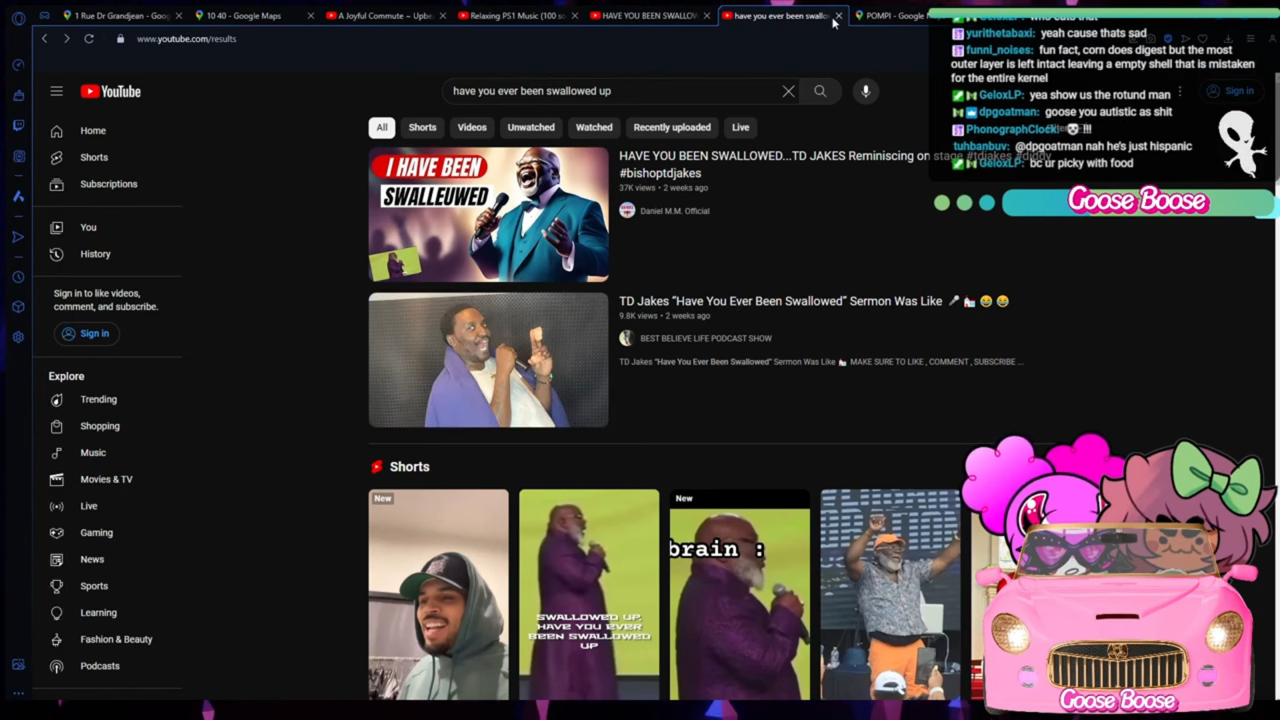 1 Rue Dr Grandjean - Goo
10 40 - Google Maps
A Joyful Commute ~ Upbe
Relaxing PS1 Music (100 so
HAVE YOU BEEN SWALLOW
have you ever been swallo
POMPI - Google
www.youtube.com/results
YouTube
have you ever been swallowed up
Sign in
Home
Shorts
Subscriptions
You
History
Sign in to like videos,
comment, and subscribe.
Sign in
Explore
Trending
Shopping
Music
Movies & TV
Live
Gaming
News
Sports
Learning
Fashion & Beauty
Podcasts
All
Shorts
Videos
Unwatched
Watched
Recently uploaded
Live
I HAVE BEEN
SWALLEUWED
HAVE YOU BEEN SWALLOWED...TD JAKES Reminiscing on stage #tdjakes #diddy
#bishoptdjakes
37K views • 2 weeks ago
Daniel M.M. Official
TD Jakes “Have You Ever Been Swallowed” Sermon Was Like 🎤 💒 😂 😂
9.8K views • 2 weeks ago
BEST BELIEVE LIFE PODCAST SHOW
TD Jakes “Have You Ever Been Swallowed” Sermon Was Like 💒 MAKE SURE TO LIKE , COMMENT , SUBSCRIBE ...
Shorts
New
SWALLOWED UP,
HAVE YOU EVER
BEEN SWALLOWED
UP
New
brain :
GeloxLP: who eats that
yurithetabaxi: yeah cause thats sad
funni_noises: fun fact, corn does digest but the most
outer layer is left intact leaving a empty shell that is mistaken
for the entire kernel
GeloxLP: yea show us the rotund man
dpgoatman: goose you autistic as shit
PhonographClock: 💀 !!!
tuhbanbuv: @dpgoatman nah he's just hispanic
GeloxLP: bc ur picky with food
Goose Boose
Goose Boose